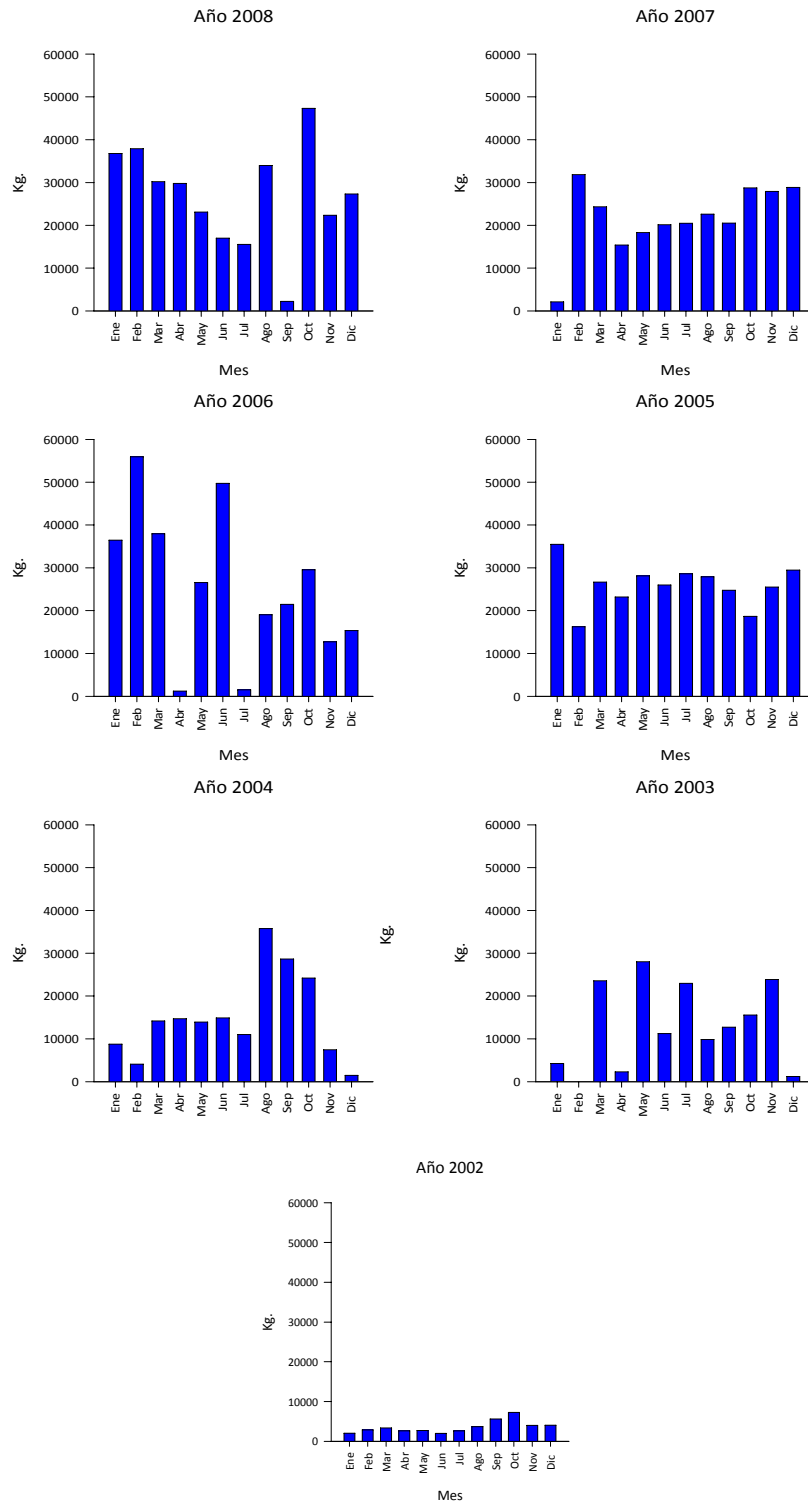 Año 2008
60000
50000
40000
30000
20000
10000
0
Kg.
Ene
Feb
Mar
Abr
May
Jun
Jul
Ago
Sep
Oct
Nov
Dic
Mes
Año 2007
60000
50000
40000
30000
20000
10000
0
Kg.
Ene
Feb
Mar
Abr
May
Jun
Jul
Ago
Sep
Oct
Nov
Dic
Mes
Año 2006
60000
50000
40000
30000
20000
10000
0
Kg.
Ene
Feb
Mar
Abr
May
Jun
Jul
Ago
Sep
Oct
Nov
Dic
Mes
Año 2005
60000
50000
40000
30000
20000
10000
0
Kg.
Ene
Feb
Mar
Abr
May
Jun
Jul
Ago
Sep
Oct
Nov
Dic
Mes
Año 2004
60000
50000
40000
30000
20000
10000
0
Kg.
Ene
Feb
Mar
Abr
May
Jun
Jul
Ago
Sep
Oct
Nov
Dic
Kg.
Año 2003
60000
50000
40000
30000
20000
10000
0
Kg.
Ene
Feb
Mar
Abr
May
Jun
Jul
Ago
Sep
Oct
Nov
Dic
Año 2002
60000
50000
40000
30000
20000
10000
0
Kg.
Ene
Feb
Mar
Abr
May
Jun
Jul
Ago
Sep
Oct
Nov
Dic
Mes